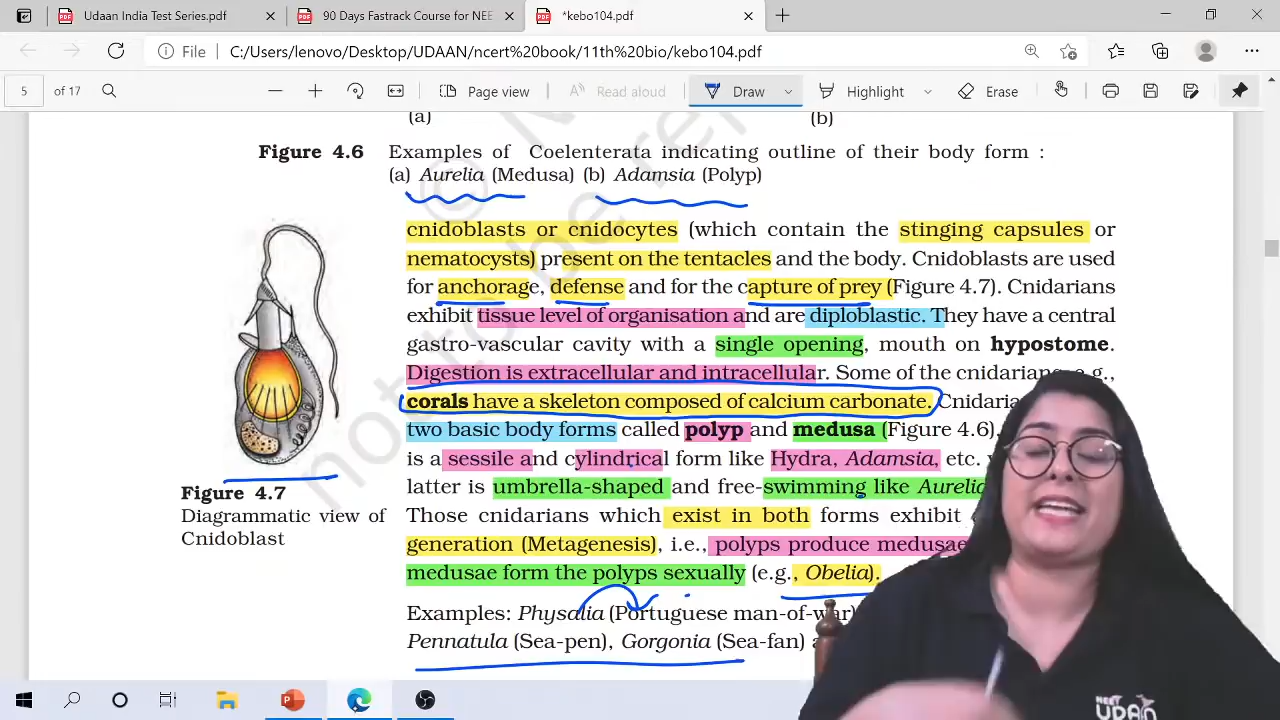 Udaan India Test Series.pdf
90 Days Fastrack Course for NEE
*kebo104.pdf
File
C:/Users/lenovo/Desktop/UDAAN/ncert%20book/11th%20bio/kebo104.pdf
5 of 17
Page view
Read aloud
Draw
Highlight
Erase
(a) (b)
Figure 4.6 Examples of Coelenterata indicating outline of their body form :
(a) Aurelia (Medusa) (b) Adamsia (Polyp)
cnidoblasts or cnidocytes (which contain the stinging capsules or
nematocysts) present on the tentacles and the body. Cnidoblasts are used
for anchorage, defense and for the capture of prey (Figure 4.7). Cnidarians
exhibit tissue level of organisation and are diploblastic. They have a central
gastro-vascular cavity with a single opening, mouth on hypostome.
Digestion is extracellular and intracellular. Some of the cnidarians, e.g.,
corals have a skeleton composed of calcium carbonate.
two basic body forms called polyp and medusa (Figure 4.6).
is a sessile and cylindrical form like Hydra, Adamsia, etc.
latter is umbrella-shaped and free-swimming like Aurelia
Those cnidarians which exist in both forms exhibit
generation (Metagenesis), i.e., polyps produce medusae
medusae form the polyps sexually (e.g., Obelia).
Examples: Physalia (Portuguese man-of-war)
Pennatula (Sea-pen), Gorgonia (Sea-fan)
Figure 4.7
Diagrammatic view of
Cnidoblast
not to be re
NEET
UDAAN